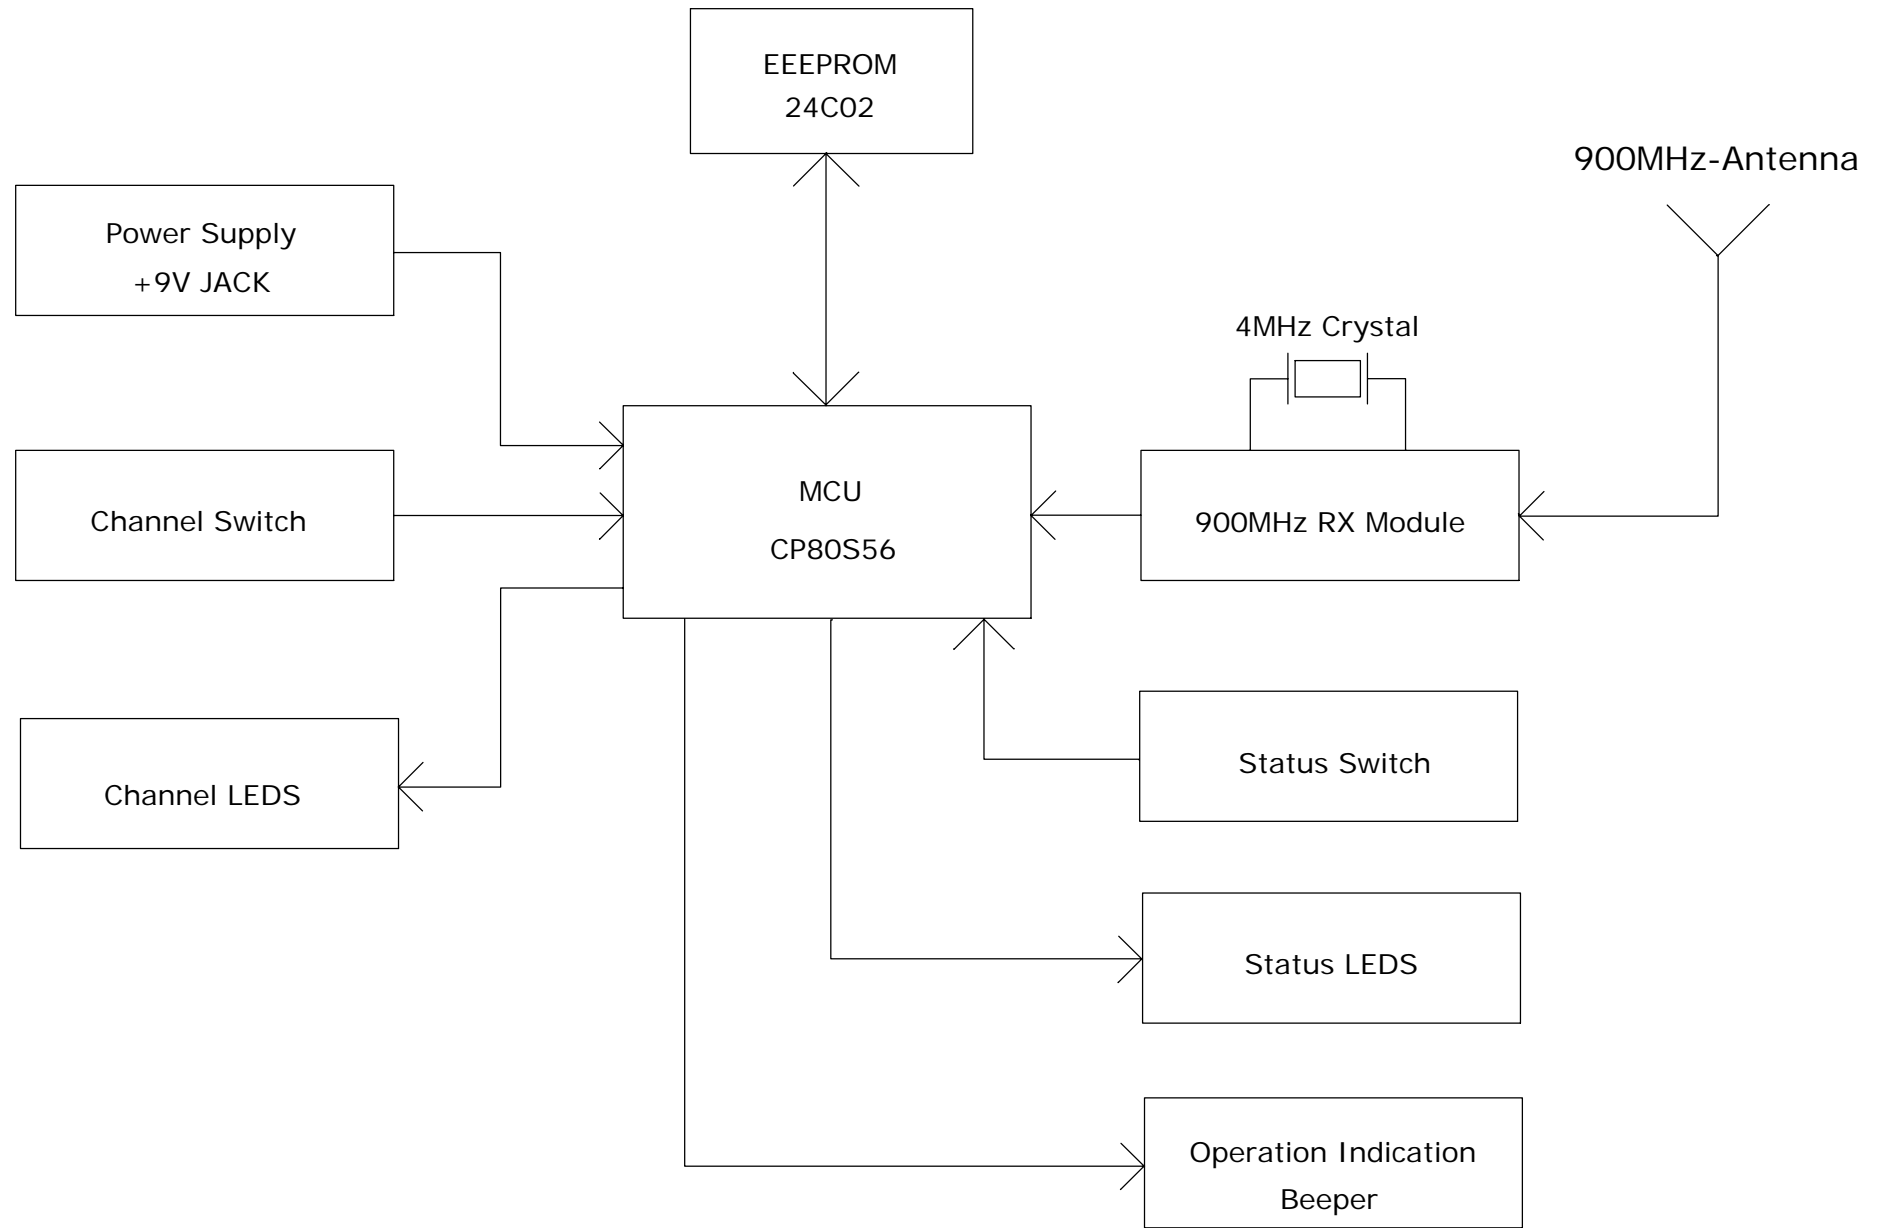 EEEPROM
24C02
900MHz-Antenna
Power Supply
+9V JACK
4MHz Crystal
MCU
CP80S56
Channel Switch
900MHz RX Module
Status Switch
Channel LEDS
Status LEDS
Operation Indication
Beeper